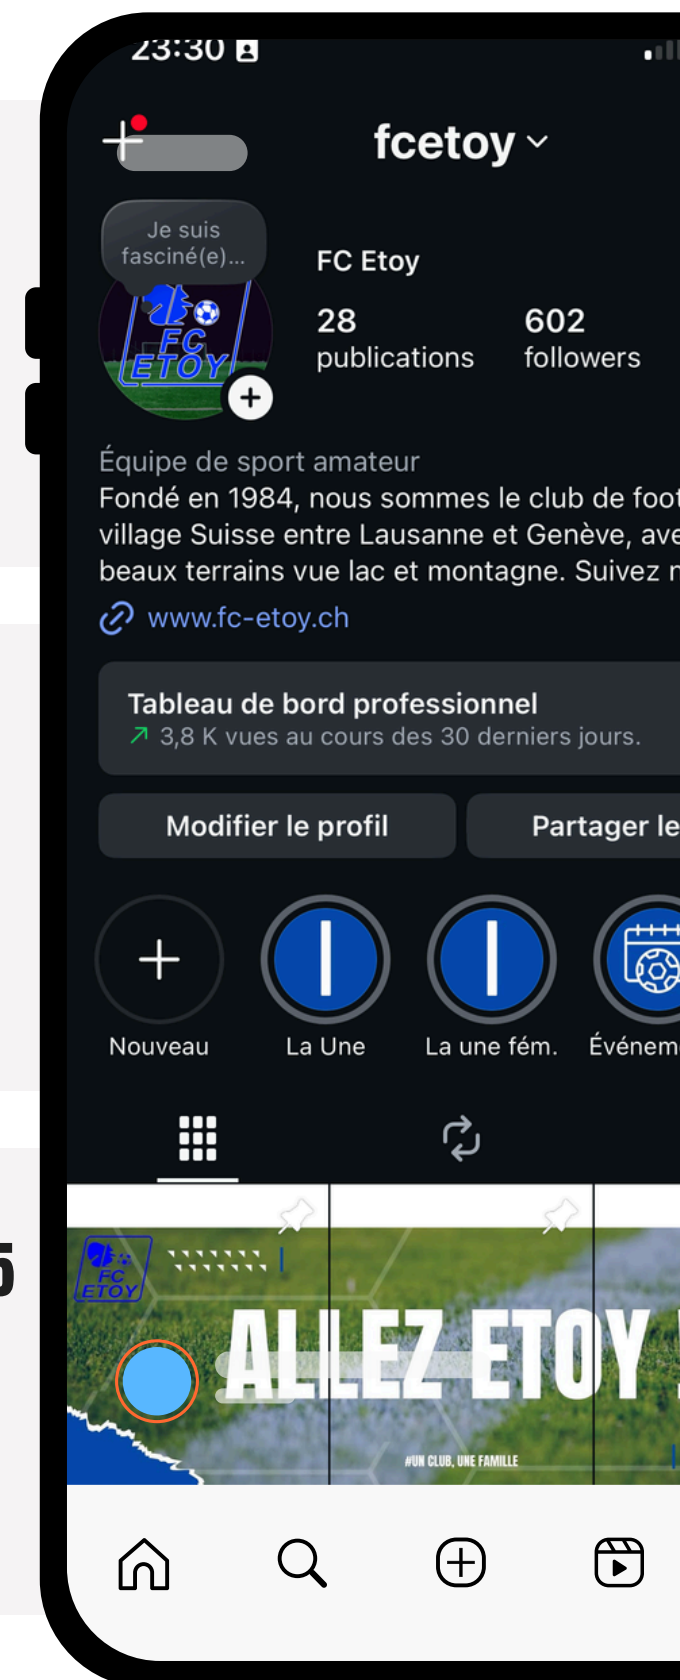 23:30
fcetoy
Je suis
fasciné(e)...
FC Etoy
28
602
publications
followers
FC
ETOY
Équipe de sport amateur
Fondé en 1984, nous sommes le club de foot
village Suisse entre Lausanne et Genève, ave
beaux terrains vue lac et montagne. Suivez n
www.fc-etoy.ch
Tableau de bord professionnel
3,8 K vues au cours des 30 derniers jours.
Modifier le profil
Partager le
Nouveau
La Une
La une fém.
Événem
5
FC
ETOY
ALLEZ ETOY !
#UN CLUB, UNE FAMILLE